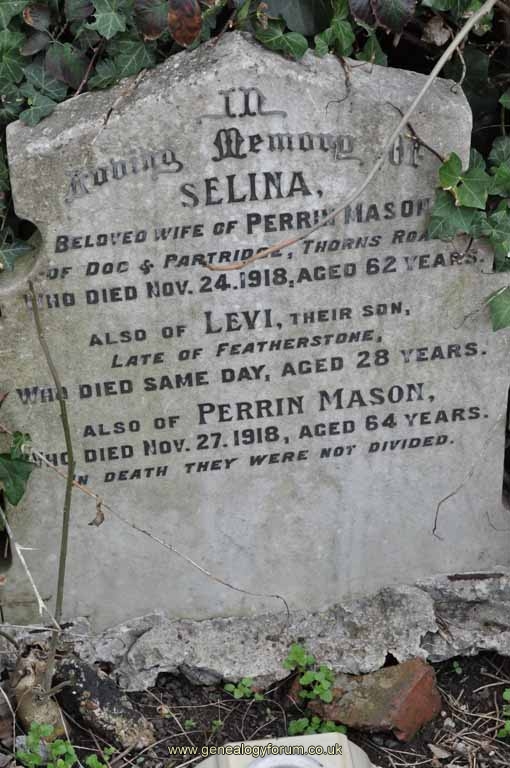 In
Loving Memory of
SELINA,
BELOVED WIFE OF PERRIN MASON
OF DOG & PARTRIDGE, THORNS ROAD
WHO DIED NOV. 24. 1918, AGED 62 YEARS.
ALSO OF LEVI, THEIR SON,
LATE OF FEATHERSTONE,
WHO DIED SAME DAY, AGED 28 YEARS.
ALSO OF PERRIN MASON,
WHO DIED NOV. 27. 1918, AGED 64 YEARS.
IN DEATH THEY WERE NOT DIVIDED.
www.genealogyforum.co.uk